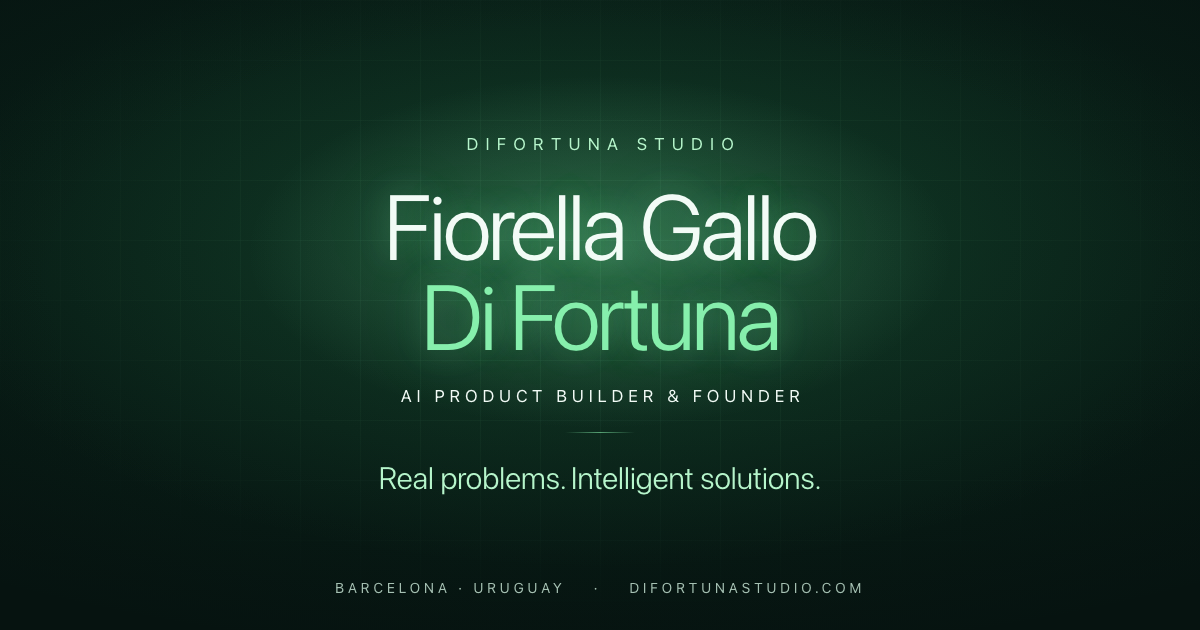 DIFORTUNA STUDIO
Fiorella Gallo
Di Fortuna
AI PRODUCT BUILDER & FOUNDER
Real problems. Intelligent solutions.
BARCELONA · URUGUAY · DIFORTUNASTUDIO.COM